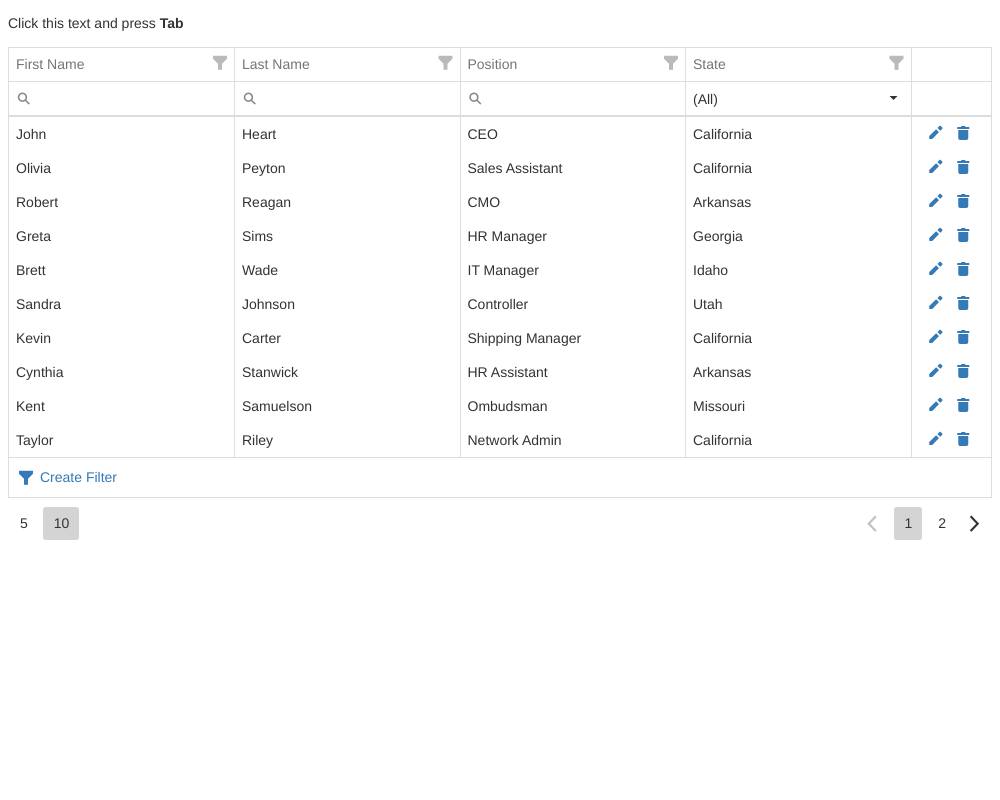 Click this text and press Tab
First Name Last Name Position State
(All)
John Heart CEO California
Olivia Peyton Sales Assistant California
Robert Reagan CMO Arkansas
Greta Sims HR Manager Georgia
Brett Wade IT Manager Idaho
Sandra Johnson Controller Utah
Kevin Carter Shipping Manager California
Cynthia Stanwick HR Assistant Arkansas
Kent Samuelson Ombudsman Missouri
Taylor Riley Network Admin California
Create Filter
5 10 1 2